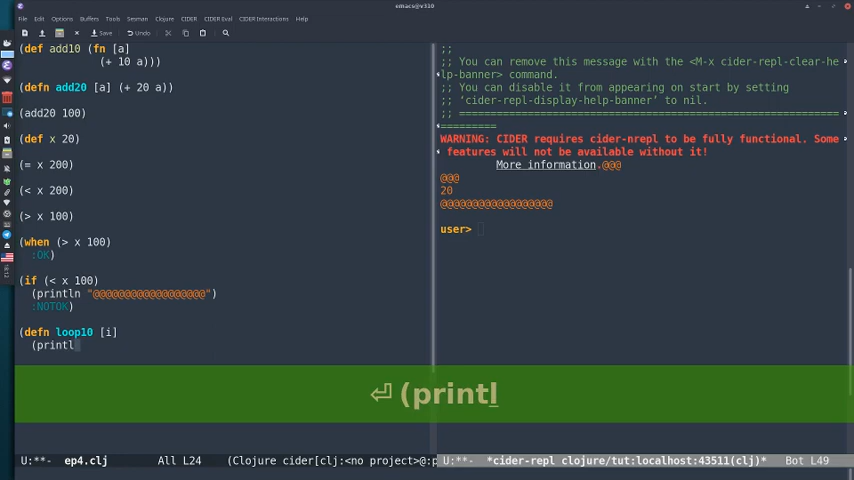 emacs@v310
File Edit Options Buffers Tools Sesman Clojure CIDER CIDER Eval CIDER Interactions Help
Save Undo
(def add10 (fn [a]
(+ 10 a)))
(defn add20 [a] (+ 20 a))
(add20 100)
(def x 20)
(= x 200)
(< x 200)
(> x 100)
(when (> x 100)
:OK)
(if (< x 100)
(println "@@@@@@@@@@@@@@@@@@")
:NOTOK)
(defn loop10 [i]
(printl
;;
;; You can remove this message with the <M-x cider-repl-clear-he
lp-banner> command.
;; You can disable it from appearing on start by setting
;; ‘cider-repl-display-help-banner’ to nil.
;; ============================================================
=========
WARNING: CIDER requires cider-nrepl to be fully functional. Some
features will not be available without it!
More information.@@@
@@@
20
@@@@@@@@@@@@@@@@@@
user>
⏎ (printl
U:**- ep4.clj All L24 (Clojure cider[clj:<no project>@:p
U:**- *cider-repl clojure/tut:localhost:43511(clj)* Bot L49